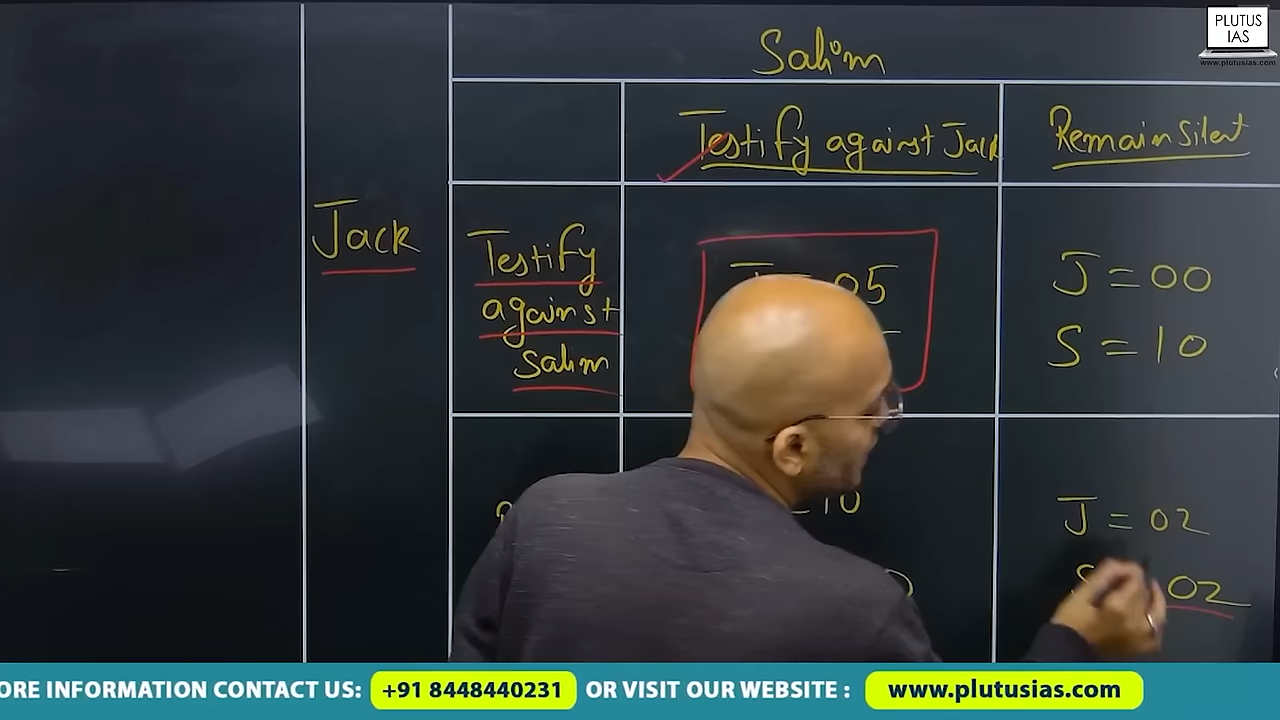 PLUTUS
IAS
www.plutusias.com
Salim
Testify against Jack
Remain Silent
Jack
Testify
against
Salim
05
J = 00
S = 10
= 10
J = 02
S 02
ORE INFORMATION CONTACT US: +91 8448440231 OR VISIT OUR WEBSITE : www.plutusias.com